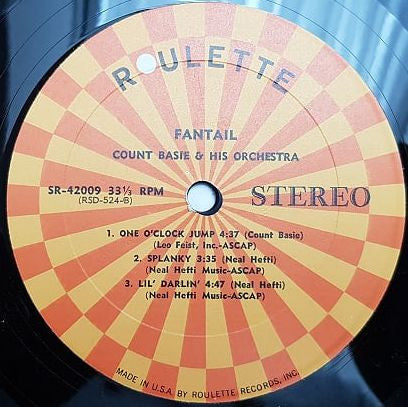 ROULETTE
FANTAIL
COUNT BASIE & HIS ORCHESTRA
SR-42009 33⅓ RPM
(RSD-524-B)
STEREO
1. ONE O'CLOCK JUMP 4:37 (Count Basie)
(Leo Feist, Inc.-ASCAP)
2. SPLANKY 3:35 (Neal Hefti)
(Neal Hefti Music-ASCAP)
3. LIL' DARLIN' 4:47 (Neal Hefti)
(Neal Hefti Music-ASCAP)
MADE IN U.S.A. BY ROULETTE RECORDS, INC.